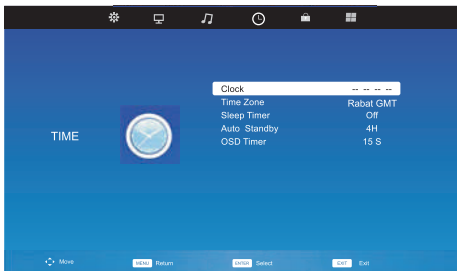 Clock -- -- -- --
Time Zone Rabat GMT
Sleep Timer Off
Auto Standby 4H
OSD Timer 15 S
TIME
Move MENU Return ENTER Select EXIT Exit